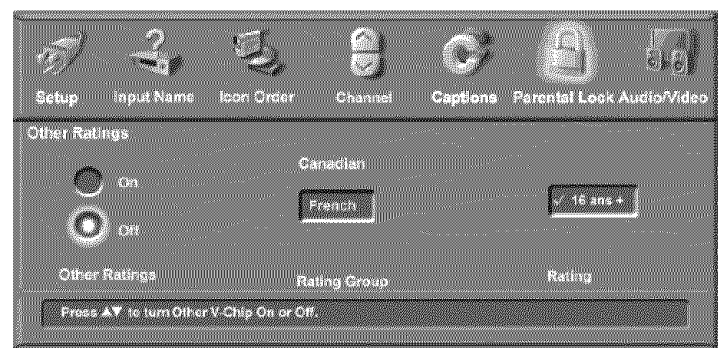 Setup Input Name Icon Order Channel Captions Parental Lock Audio/Video
Other Ratings
On
Off
Other Ratings
Canadian
French
Rating Group
✓ 16 ans +
Rating
Press ▲▼ to turn Other V-Chip On or Off.